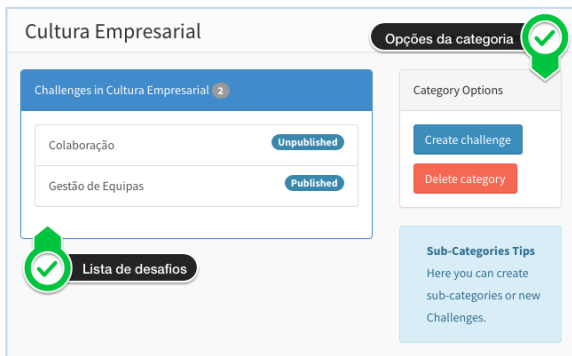 Cultura Empresarial
Opções da categoria
Challenges in Cultura Empresarial 2
Colaboração
Unpublished
Gestão de Equipas
Published
Lista de desafios
Category Options
Create challenge
Delete category
Sub-Categories Tips
Here you can create
sub-categories or new
Challenges.